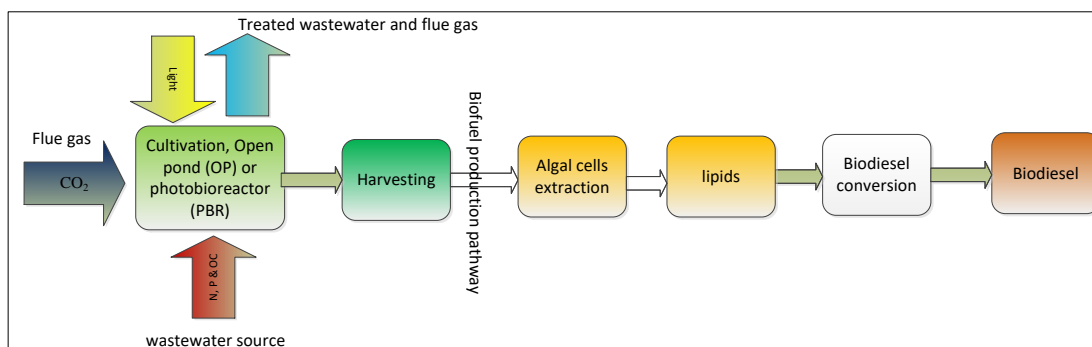 Treated wastewater and flue gas
Light
Flue gas
CO₂
Cultivation, Open
pond (OP) or
photobioreactor
(PBR)
Harvesting
Biofuel production pathway
Algal cells
extraction
lipids
Biodiesel
conversion
Biodiesel
N, P & OC
wastewater source